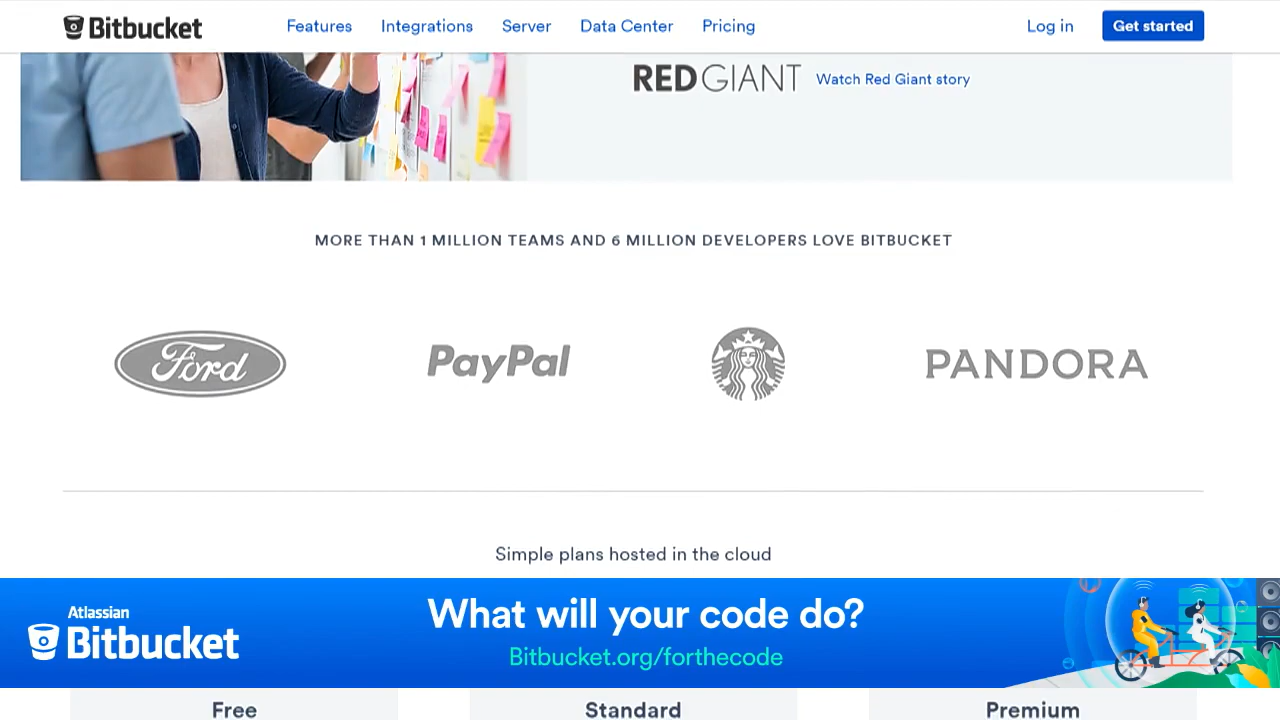 Bitbucket
Features
Integrations
Server
Data Center
Pricing
Log in
Get started
REDGIANT
Watch Red Giant story
MORE THAN 1 MILLION TEAMS AND 6 MILLION DEVELOPERS LOVE BITBUCKET
Ford
PayPal
PANDORA
Simple plans hosted in the cloud
Atlassian
Bitbucket
What will your code do?
Bitbucket.org/forthecode
Free
Standard
Premium